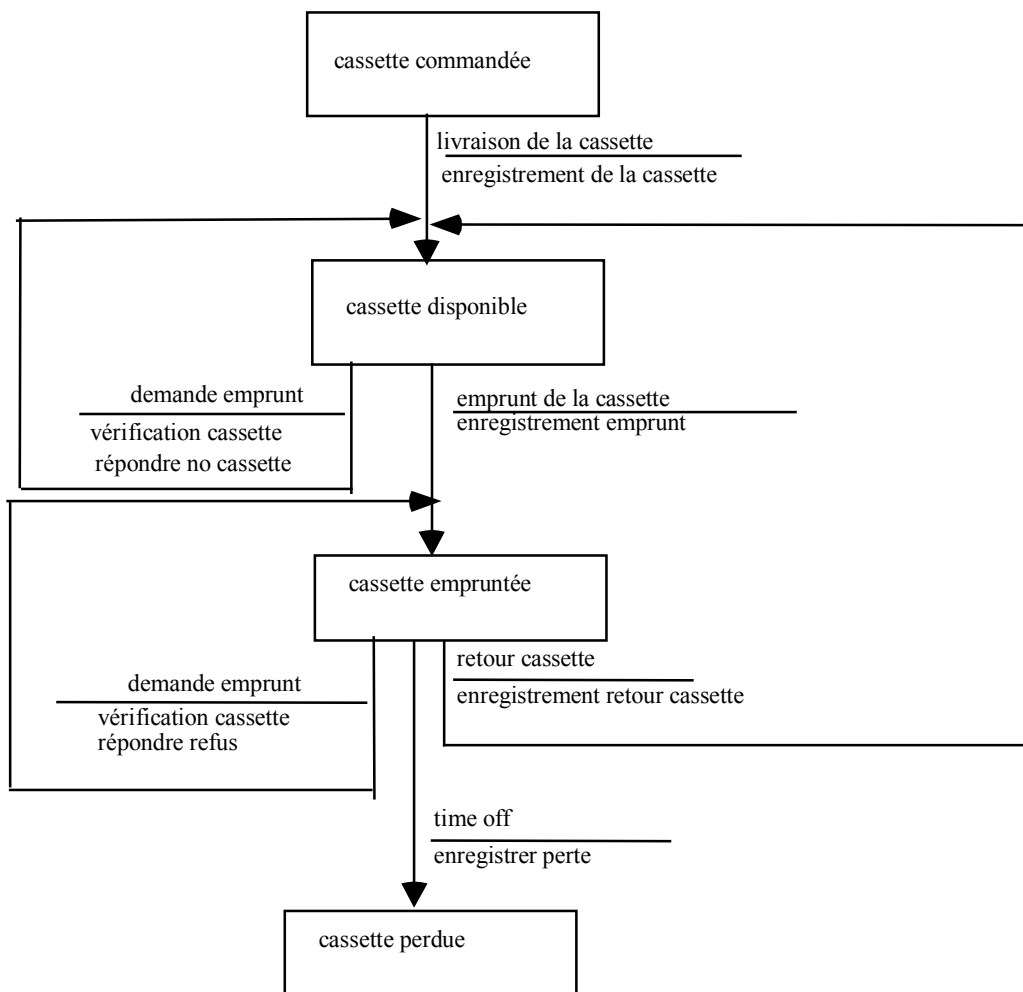 cassette commandée
livraison de la cassette
enregistrement de la cassette
cassette disponible
demande emprunt
vérification cassette
répondre no cassette
emprunt de la cassette
enregistrement emprunt
cassette empruntée
demande emprunt
vérification cassette
répondre refus
retour cassette
enregistrement retour cassette
time off
enregistrer perte
cassette perdue